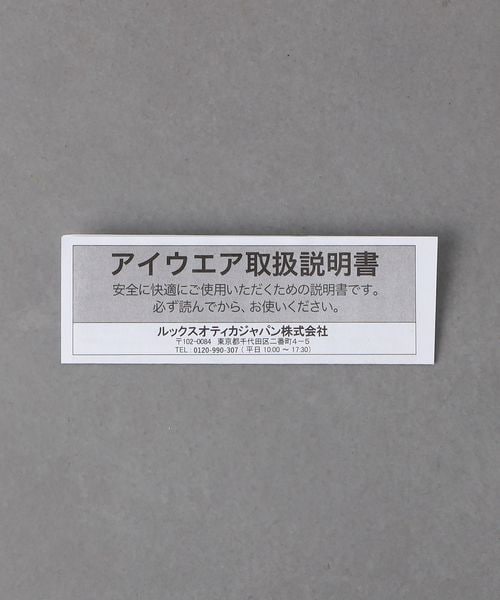 アイウエア取扱説明書
安全に快適にご使用いただくための説明書です。
必ず読んでから、お使いください。
ルックスオティカジャパン株式会社
〒102-0084 東京都千代田区二番町4-5
TEL : 0120-990-307 ( 平日 10:00 ~ 17:30)